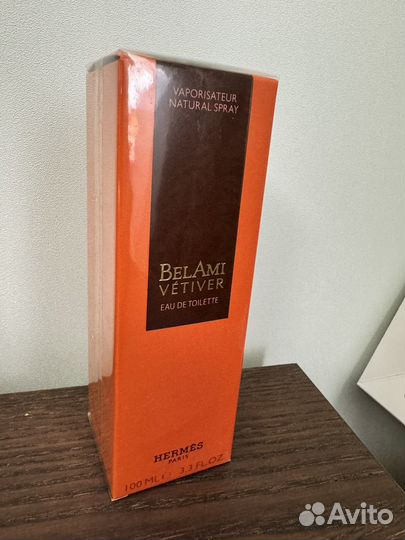 VAPORISATEUR
NATURAL SPRAY
BELAMI
VÉTIVER
EAU DE TOILETTE
HERMÈS
PARIS
100 ML 3.3 FL.OZ
Avito